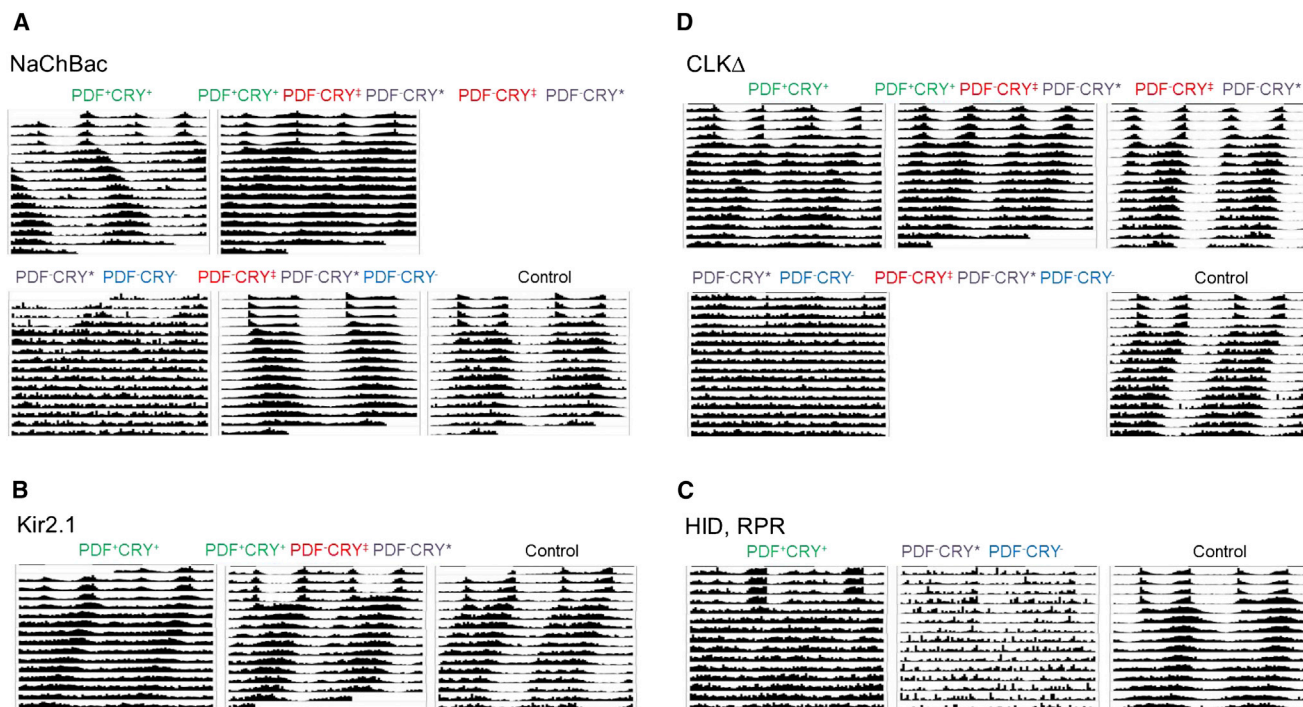 A
NaChBac
PDF⁺CRY⁺ PDF⁺CRY⁺ PDF⁻CRY‡ PDF⁻CRY* PDF⁻CRY‡ PDF⁻CRY*
PDF⁻CRY* PDF⁻CRY⁻ PDF⁻CRY‡ PDF⁻CRY* PDF⁻CRY⁻ Control
D
CLKΔ
PDF⁺CRY⁺ PDF⁺CRY⁺ PDF⁻CRY‡ PDF⁻CRY* PDF⁻CRY‡ PDF⁻CRY*
PDF⁻CRY* PDF⁻CRY⁻ PDF⁻CRY‡ PDF⁻CRY* PDF⁻CRY⁻ Control
B
Kir2.1
PDF⁺CRY⁺ PDF⁺CRY⁺ PDF⁻CRY‡ PDF⁻CRY* Control
C
HID, RPR
PDF⁺CRY⁺ PDF⁻CRY* PDF⁻CRY⁻ Control